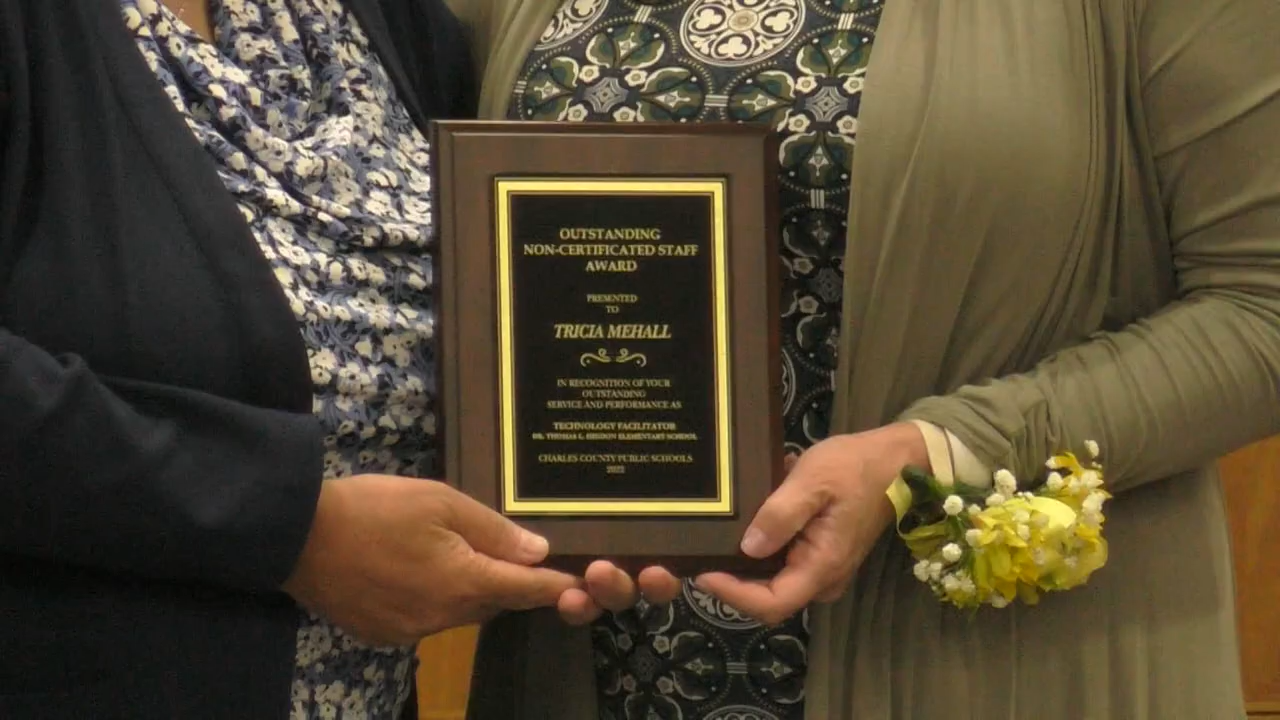 OUTSTANDING
NON-CERTIFICATED STAFF
AWARD
PRESENTED
TO
TRICIA MEHALL
IN RECOGNITION OF YOUR
OUTSTANDING
SERVICE AND PERFORMANCE AS
TECHNOLOGY FACILITATOR
DR. THOMAS L. HIGDON ELEMENTARY SCHOOL
CHARLES COUNTY PUBLIC SCHOOLS
2022